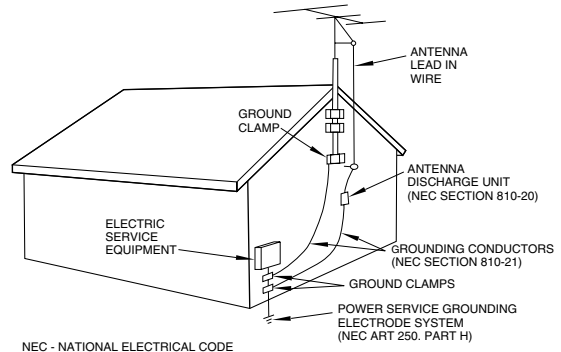 ANTENNA
LEAD IN
WIRE
GROUND
CLAMP
ANTENNA
DISCHARGE UNIT
(NEC SECTION 810-20)
ELECTRIC
SERVICE
EQUIPMENT
GROUNDING CONDUCTORS
(NEC SECTION 810-21)
GROUND CLAMPS
POWER SERVICE GROUNDING
ELECTRODE SYSTEM
(NEC ART 250. PART H)
NEC - NATIONAL ELECTRICAL CODE